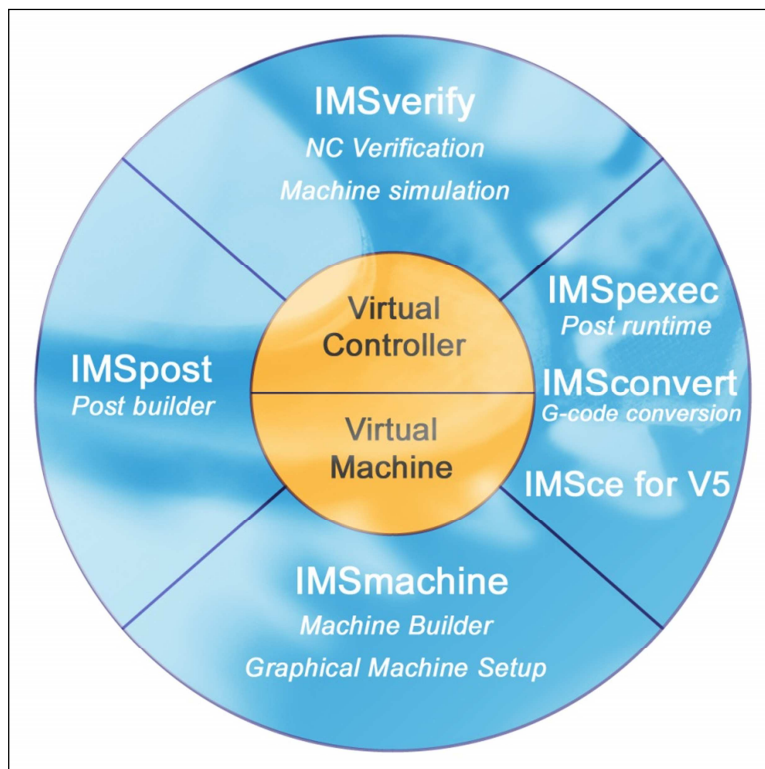 IMSverify
NC Verification
Machine simulation
IMSpost
Post builder
Virtual
Controller
Virtual
Machine
IMSpexec
Post runtime
IMSconvert
G-code conversion
IMSce for V5
IMSmachine
Machine Builder
Graphical Machine Setup